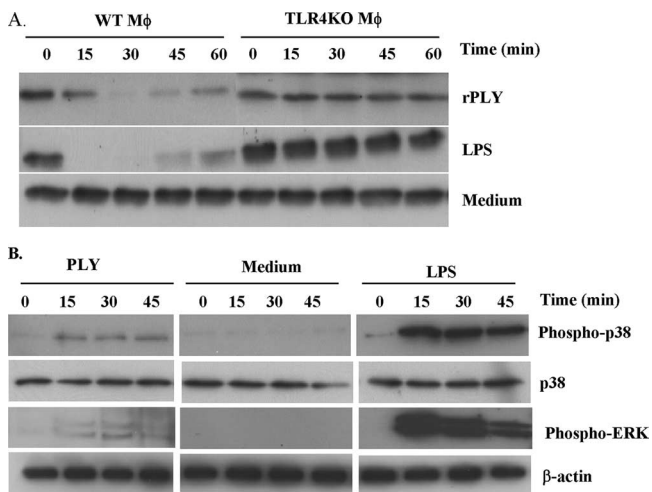 A.
WT Mϕ TLR4KO Mϕ
0 15 30 45 60 0 15 30 45 60 Time (min)
rPLY
LPS
Medium
B.
PLY Medium LPS
0 15 30 45 0 15 30 45 0 15 30 45 Time (min)
Phospho-p38
p38
Phospho-ERK
β-actin